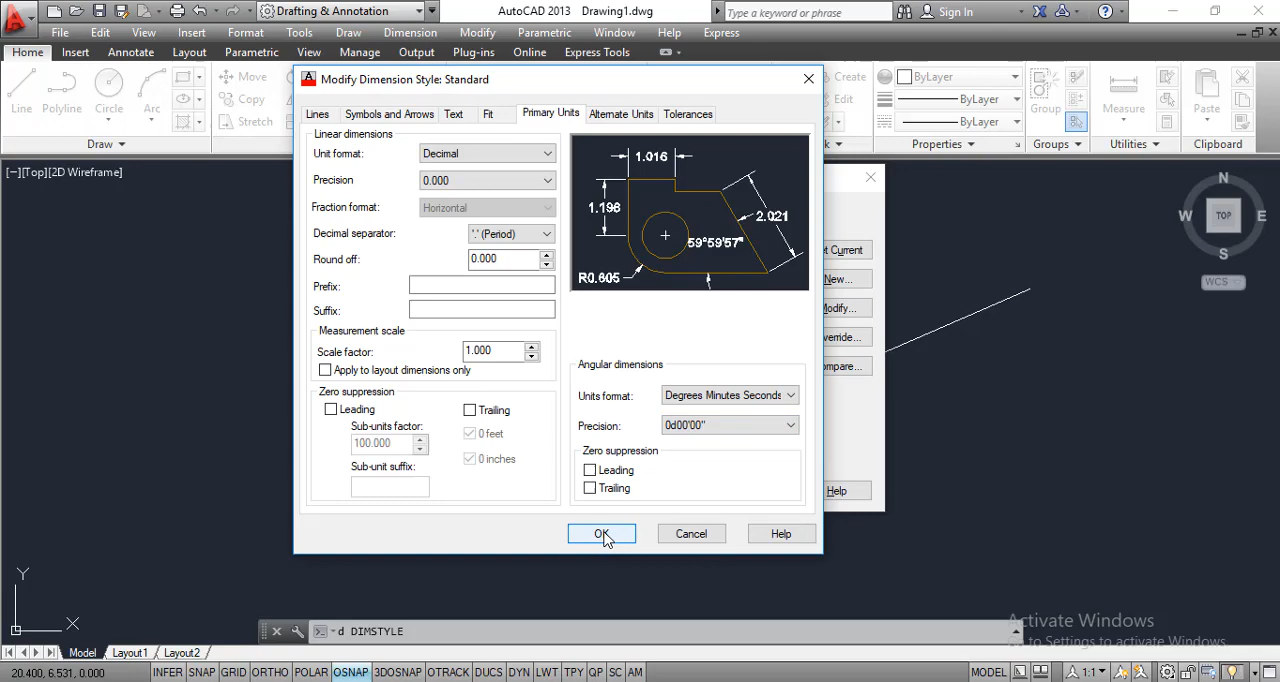 Drafting & Annotation
AutoCAD 2013 Drawing1.dwg
Type a keyword or phrase
Sign In
File Edit View Insert Format Tools Draw Dimension Modify Parametric Window Help Express
Home Insert Annotate Layout Parametric View Manage Output Plug-ins Online Express Tools
Line Polyline Circle Arc
Move
Copy
Stretch
Draw
Create
Edit
ByLayer
ByLayer
ByLayer
Properties
Group
Groups
Measure
Utilities
Paste
Clipboard
[−][Top][2D Wireframe]
Modify Dimension Style: Standard
Lines Symbols and Arrows Text Fit Primary Units Alternate Units Tolerances
Linear dimensions
Unit format: Decimal
Precision 0.000
Fraction format: Horizontal
Decimal separator: '.' (Period)
Round off: 0.000
Prefix:
Suffix:
Measurement scale
Scale factor: 1.000
Apply to layout dimensions only
Zero suppression
Leading
Trailing
Sub-units factor:
100.000
0 feet
Sub-unit suffix:
0 inches
1.016
1.196
2.021
59°59'57"
R0.605
Angular dimensions
Units format: Degrees Minutes Seconds
Precision: 0d00'00"
Zero suppression
Leading
Trailing
OK Cancel Help
et Current
New...
odify...
verride...
ompare...
Help
N
W TOP E
S
WCS
Y
X
d DIMSTYLE
Activate Windows
Go to Settings to activate Windows.
Model Layout1 Layout2
20.400, 6.531, 0.000
INFER SNAP GRID ORTHO POLAR OSNAP 3DOSNAP OTRACK DUCS DYN LWT TPY QP SC AM
MODEL
1:1